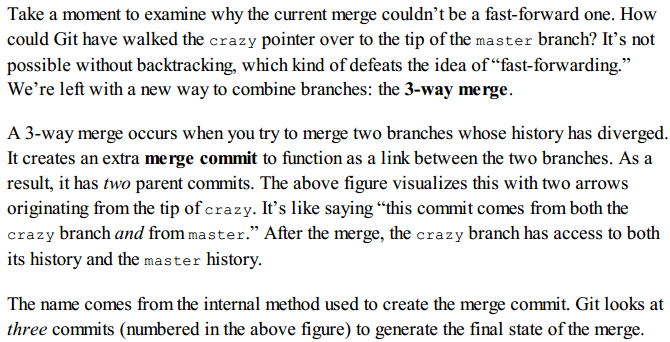 Take a moment to examine why the current merge couldn’t be a fast-forward one. How
could Git have walked the crazy pointer over to the tip of the master branch? It’s not
possible without backtracking, which kind of defeats the idea of “fast-forwarding.”
We’re left with a new way to combine branches: the 3-way merge.
A 3-way merge occurs when you try to merge two branches whose history has diverged.
It creates an extra merge commit to function as a link between the two branches. As a
result, it has two parent commits. The above figure visualizes this with two arrows
originating from the tip of crazy. It’s like saying “this commit comes from both the
crazy branch and from master.” After the merge, the crazy branch has access to both
its history and the master history.
The name comes from the internal method used to create the merge commit. Git looks at
three commits (numbered in the above figure) to generate the final state of the merge.